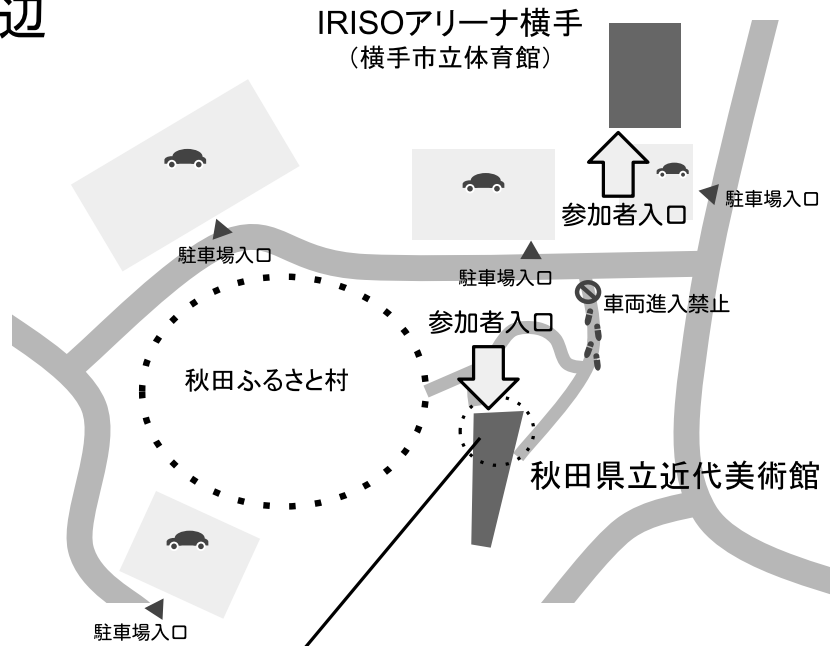 辺
IRISOアリーナ横手
（横手市立体育館）
駐車場入口
参加者入口
駐車場入口
駐車場入口
車両進入禁止
参加者入口
秋田ふるさと村
秋田県立近代美術館
駐車場入口